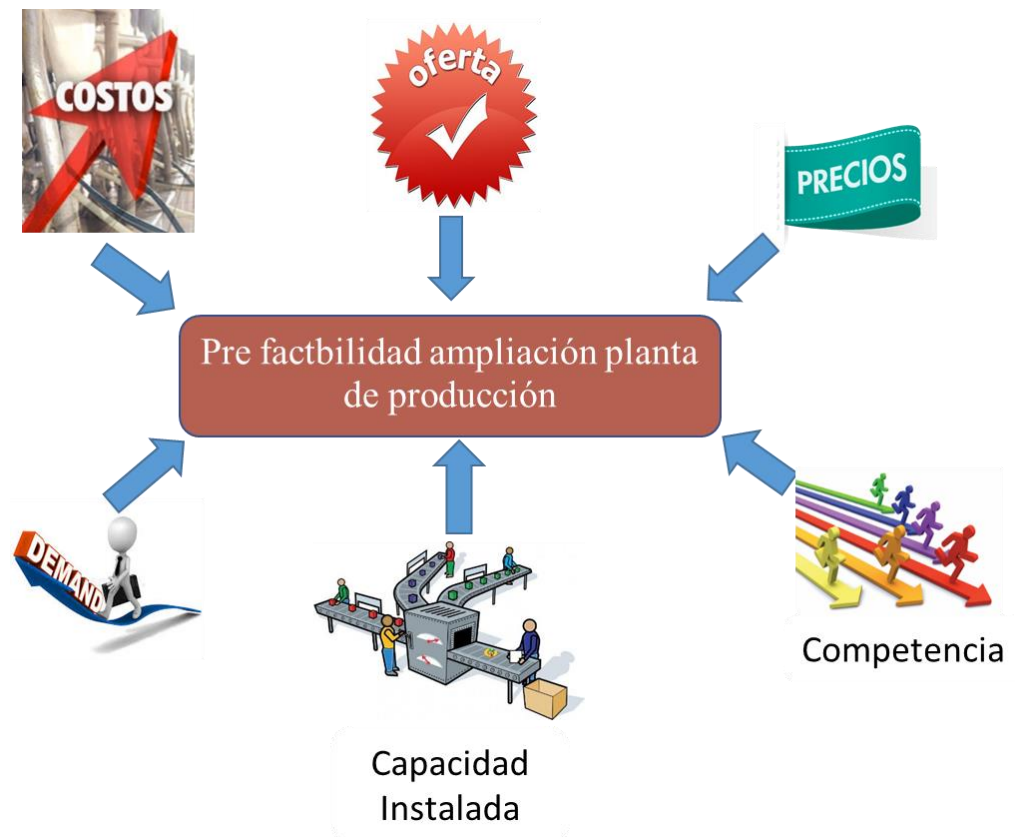 COSTOS
oferta
PRECIOS
Pre factbilidad ampliación planta
de producción
DEMAND
Competencia
Capacidad
Instalada